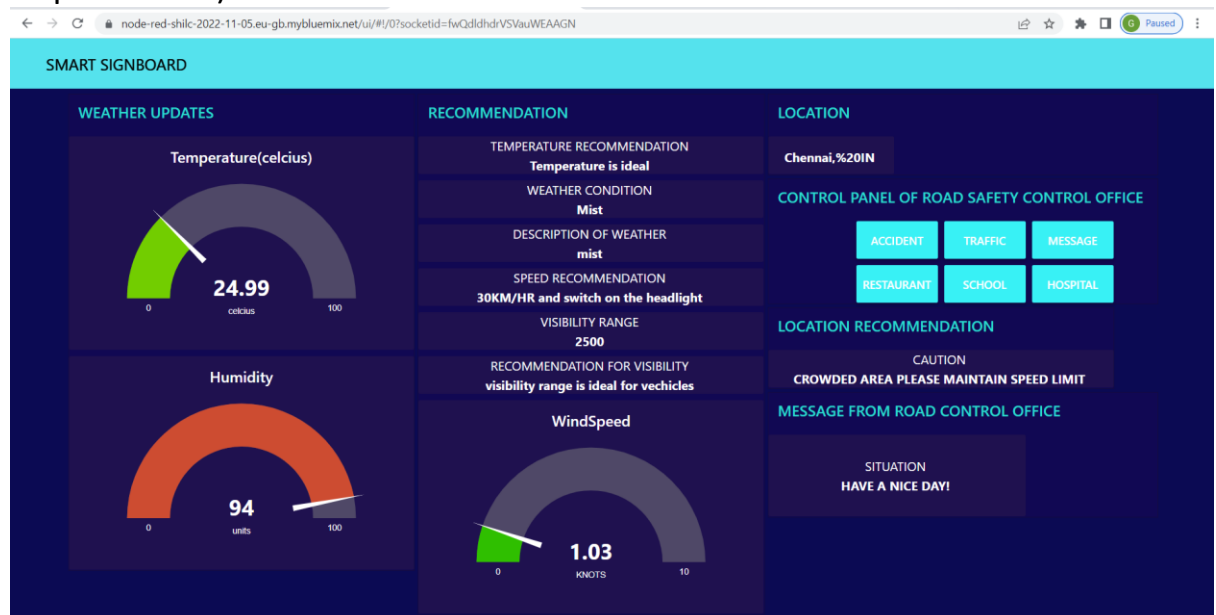 node-red-shilc-2022-11-05.eu-gb.mybluemix.net/ui/#!/0?socketid=fwQdldhdrVSVauWEAAGN
G Paused
SMART SIGNBOARD
WEATHER UPDATES
Temperature(celcius)
24.99
celcius
0
100
Humidity
94
units
0
100
RECOMMENDATION
TEMPERATURE RECOMMENDATION
Temperature is ideal
WEATHER CONDITION
Mist
DESCRIPTION OF WEATHER
mist
SPEED RECOMMENDATION
30KM/HR and switch on the headlight
VISIBILITY RANGE
2500
RECOMMENDATION FOR VISIBILITY
visibility range is ideal for vechicles
WindSpeed
1.03
KNOTS
0
10
LOCATION
Chennai,%20IN
CONTROL PANEL OF ROAD SAFETY CONTROL OFFICE
ACCIDENT TRAFFIC MESSAGE
RESTAURANT SCHOOL HOSPITAL
LOCATION RECOMMENDATION
CAUTION
CROWDED AREA PLEASE MAINTAIN SPEED LIMIT
MESSAGE FROM ROAD CONTROL OFFICE
SITUATION
HAVE A NICE DAY!